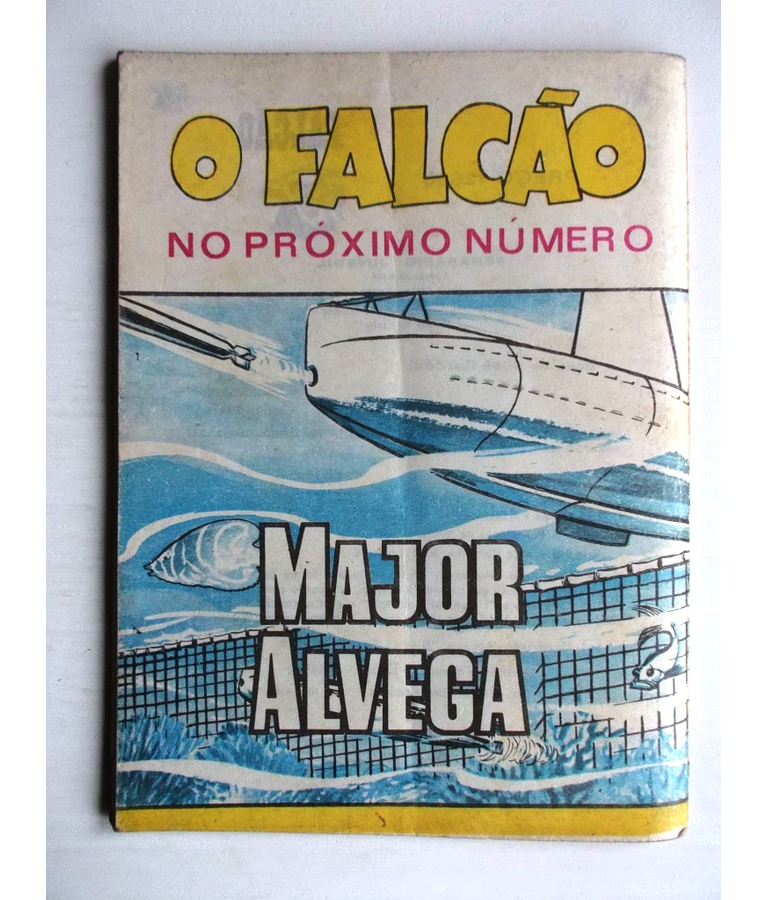 O FALCÃO
NO PRÓXIMO NÚMERO
MAJOR
ALVEGA